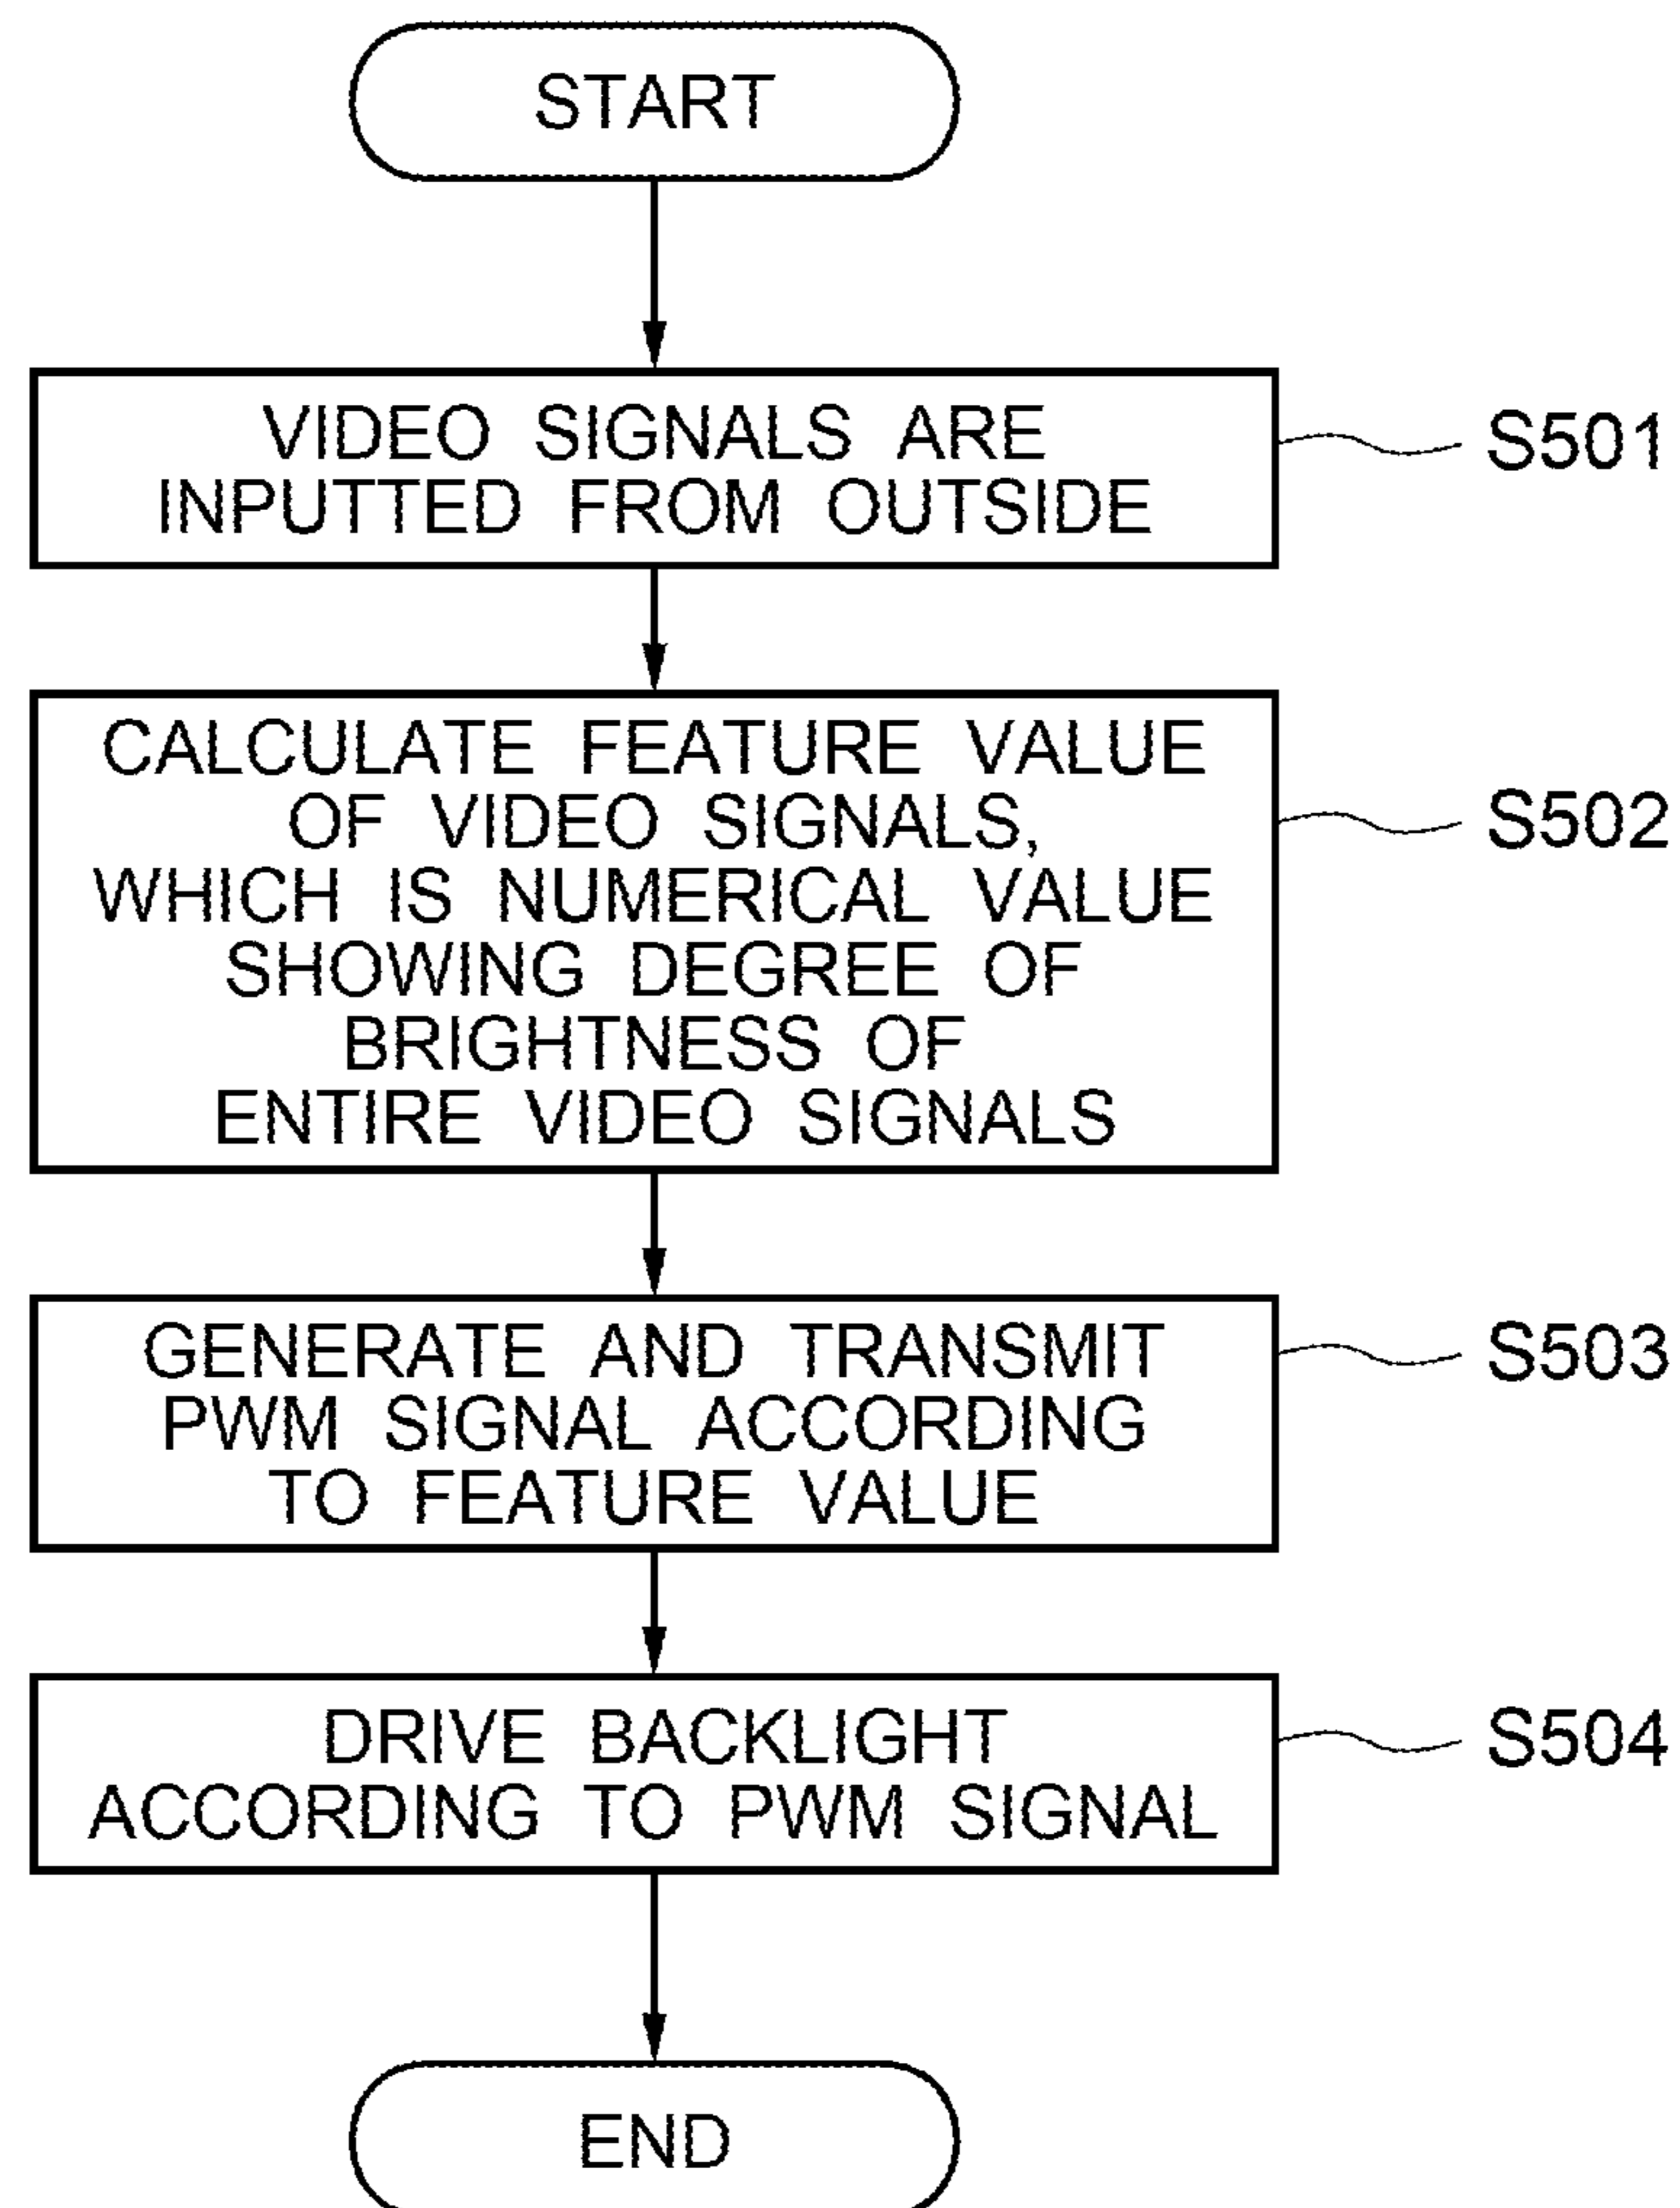 START
VIDEO SIGNALS ARE
INPUTTED FROM OUTSIDE
S501
CALCULATE FEATURE VALUE
OF VIDEO SIGNALS,
WHICH IS NUMERICAL VALUE
SHOWING DEGREE OF
BRIGHTNESS OF
ENTIRE VIDEO SIGNALS
S502
GENERATE AND TRANSMIT
PWM SIGNAL ACCORDING
TO FEATURE VALUE
S503
DRIVE BACKLIGHT
ACCORDING TO PWM SIGNAL
S504
END